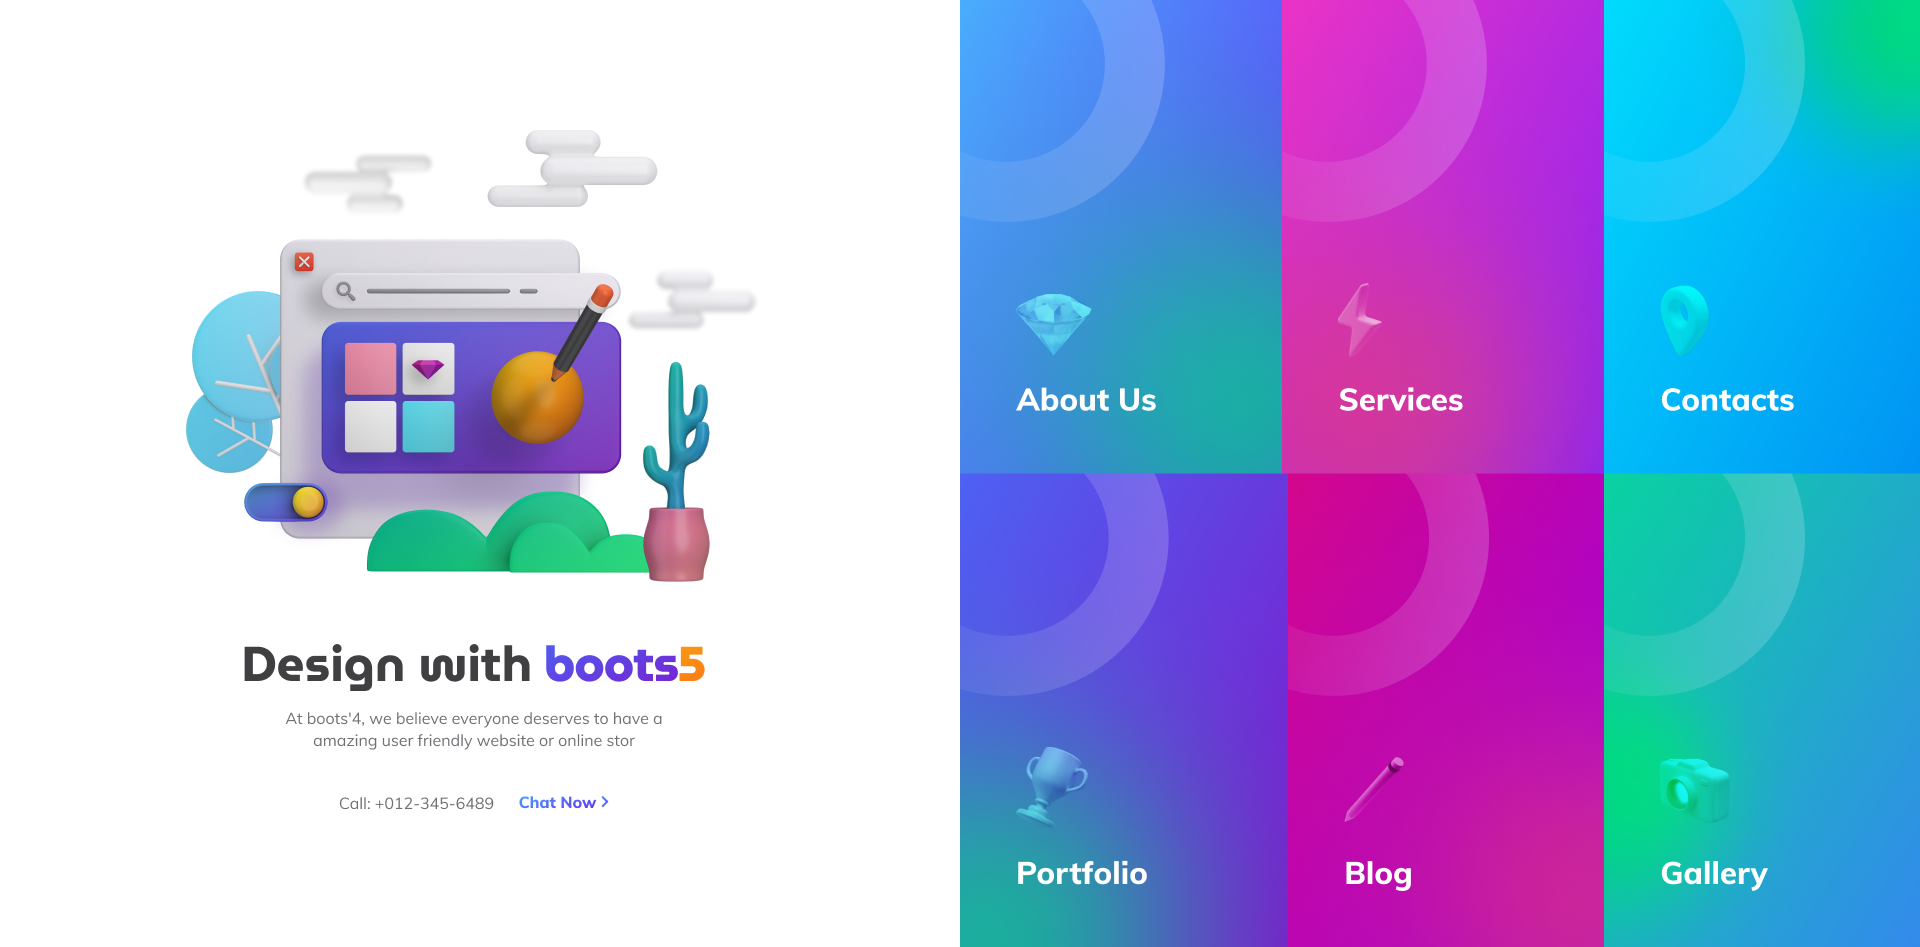 Design with boots5
At boots'4, we believe everyone deserves to have a
amazing user friendly website or online stor
Call: +012-345-6489
Chat Now
About Us
Services
Contacts
Portfolio
Blog
Gallery